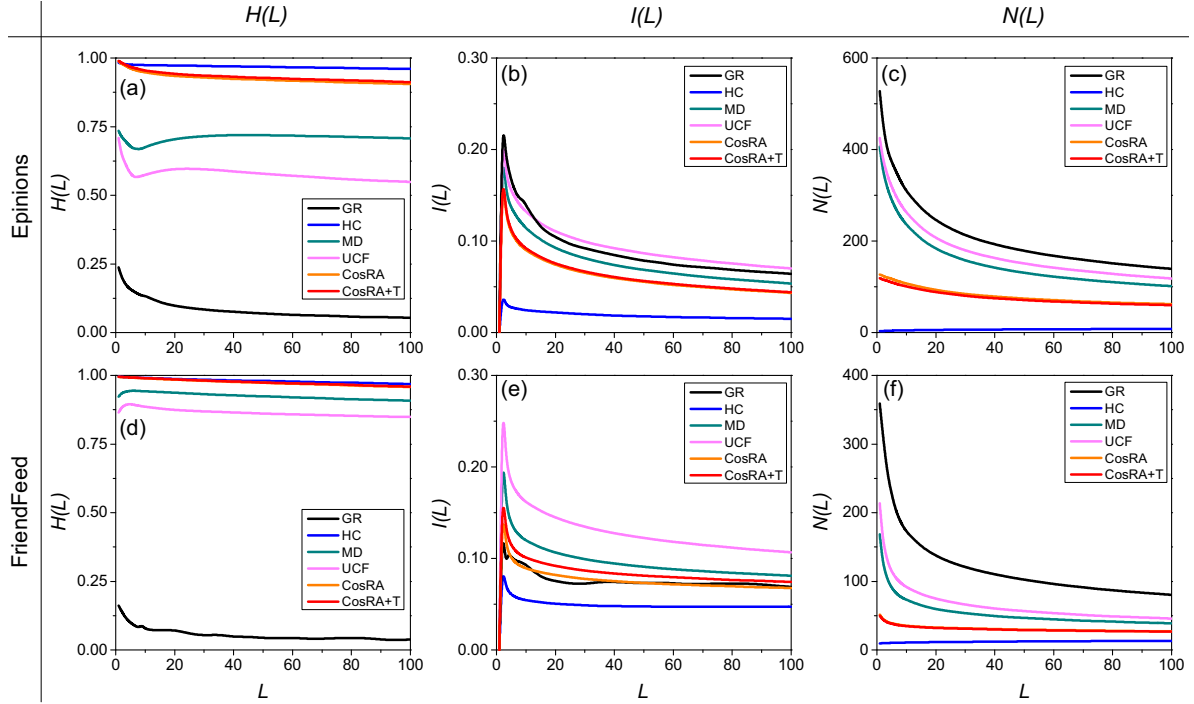 H(L) I(L) N(L)
Epinions
(a)
H(L)
1.00
0.75
0.50
0.25
0.00
0 20 40 60 80 100
GR
HC
MD
UCF
CosRA
CosRA+T
(b)
I(L)
0.30
0.20
0.10
0.00
0 20 40 60 80 100
GR
HC
MD
UCF
CosRA
CosRA+T
(c)
N(L)
600
400
200
0
0 20 40 60 80 100
GR
HC
MD
UCF
CosRA
CosRA+T
FriendFeed
(d)
H(L)
1.00
0.75
0.50
0.25
0.00
0 20 40 60 80 100
L
GR
HC
MD
UCF
CosRA
CosRA+T
(e)
I(L)
0.30
0.20
0.10
0.00
0 20 40 60 80 100
L
GR
HC
MD
UCF
CosRA
CosRA+T
(f)
N(L)
400
300
200
100
50
0
0 20 40 60 80 100
L
GR
HC
MD
UCF
CosRA
CosRA+T